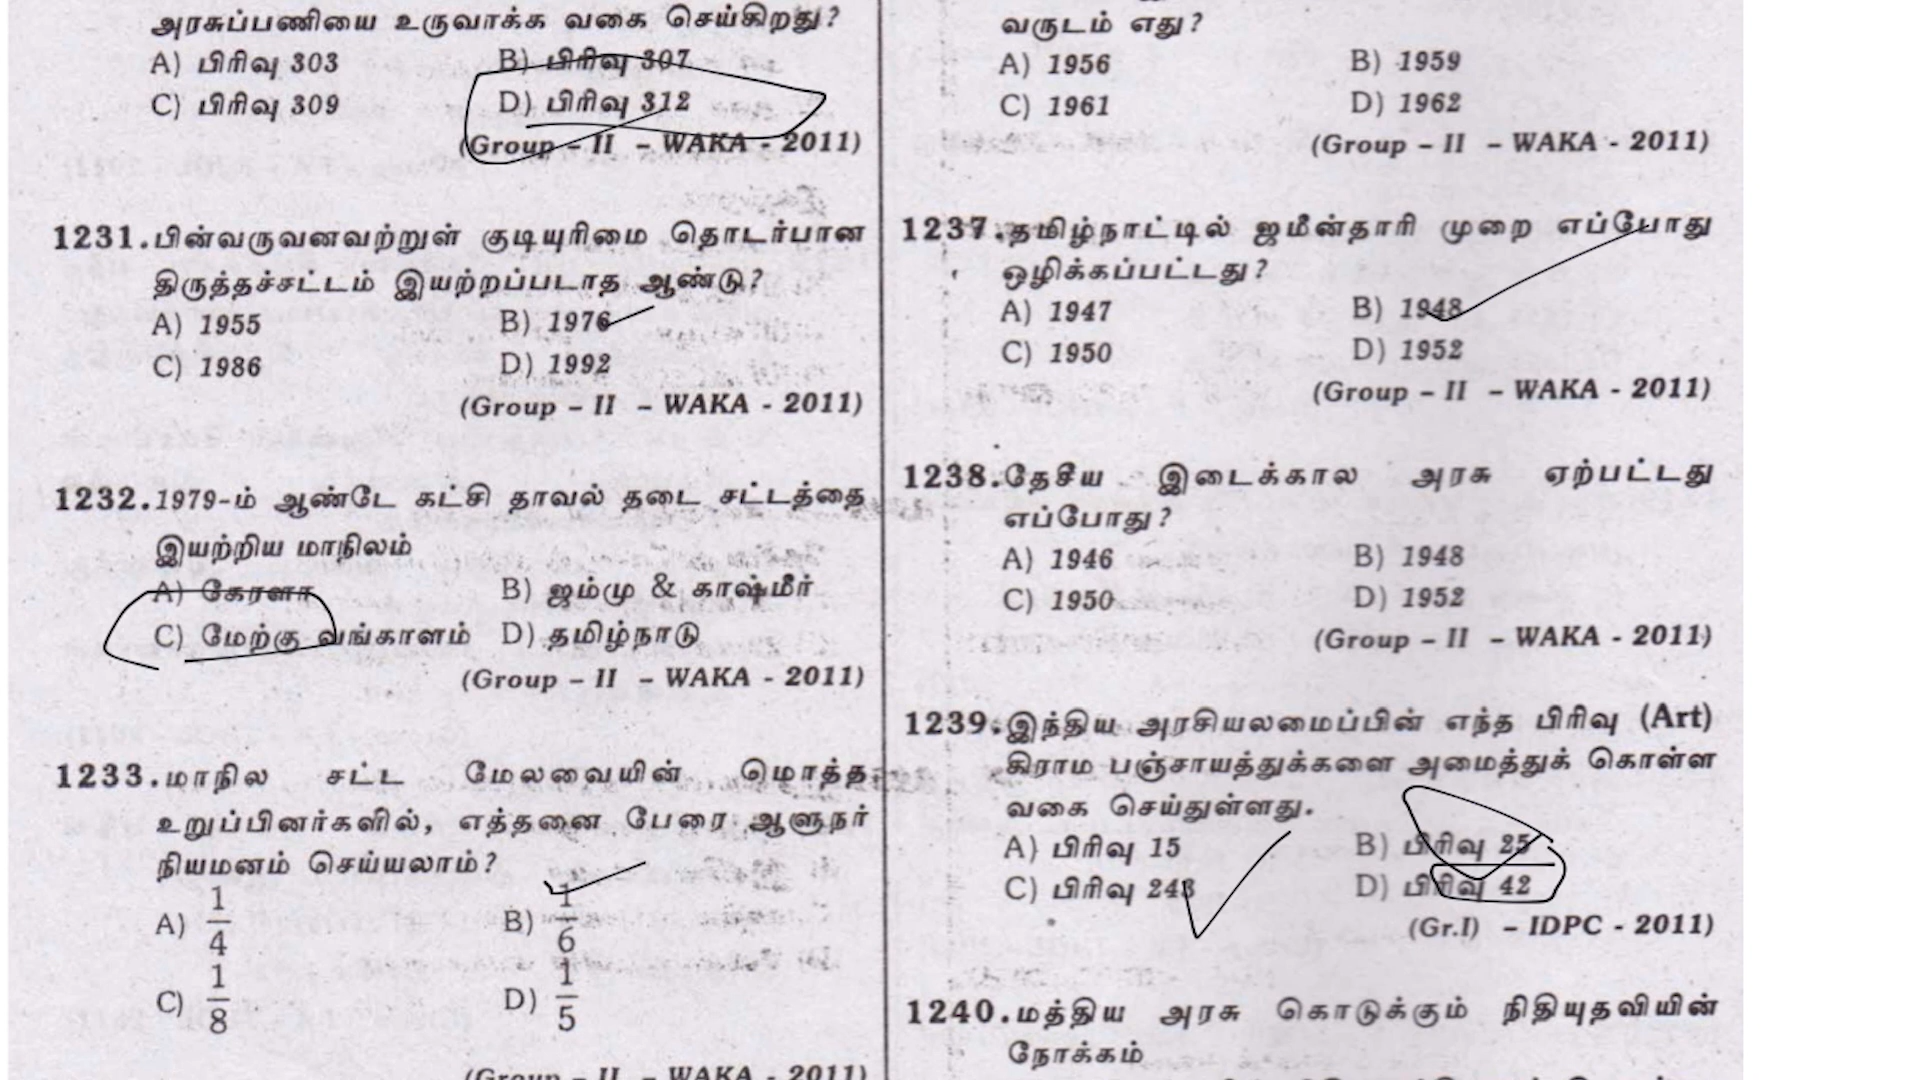 அரசுப்பணியை உருவாக்க வகை செய்கிறது?
A) பிரிவு 303 B) பிரிவு 307
C) பிரிவு 309 D) பிரிவு 312
(Group – II – WAKA - 2011)
1231. பின்வருவனவற்றுள் குடியுரிமை தொடர்பான
திருத்தச்சட்டம் இயற்றப்படாத ஆண்டு?
A) 1955 B) 1976
C) 1986 D) 1992
(Group – II – WAKA - 2011)
1232. 1979-ம் ஆண்டே கட்சி தாவல் தடை சட்டத்தை
இயற்றிய மாநிலம்
A) கேரளா B) ஜம்மு & காஷ்மீர்
C) மேற்கு வங்காளம் D) தமிழ்நாடு
(Group – II – WAKA - 2011)
1233. மாநில சட்ட மேலவையின் மொத்த
உறுப்பினர்களில், எத்தனை பேரை ஆளுநர்
நியமனம் செய்யலாம்?
A) 1/4 B) 1/6
C) 1/8 D) 1/5
(Group – II – WAKA - 2011)
வருடம் எது?
A) 1956 B) 1959
C) 1961 D) 1962
(Group – II – WAKA - 2011)
1237. தமிழ்நாட்டில் ஜமீன்தாரி முறை எப்போது
ஒழிக்கப்பட்டது?
A) 1947 B) 1948
C) 1950 D) 1952
(Group – II – WAKA - 2011)
1238. தேசீய இடைக்கால அரசு ஏற்பட்டது
எப்போது?
A) 1946 B) 1948
C) 1950 D) 1952
(Group – II – WAKA - 2011)
1239. இந்திய அரசியலமைப்பின் எந்த பிரிவு (Art)
கிராம பஞ்சாயத்துக்களை அமைத்துக் கொள்ள
வகை செய்துள்ளது.
A) பிரிவு 15 B) பிரிவு 25
C) பிரிவு 243 D) பிரிவு 42
(Gr.I) – IDPC - 2011)
1240. மத்திய அரசு கொடுக்கும் நிதியுதவியின்
நோக்கம்